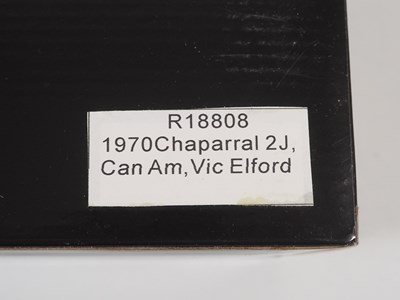 R18808
1970Chaparral 2J,
Can Am,Vic Elford